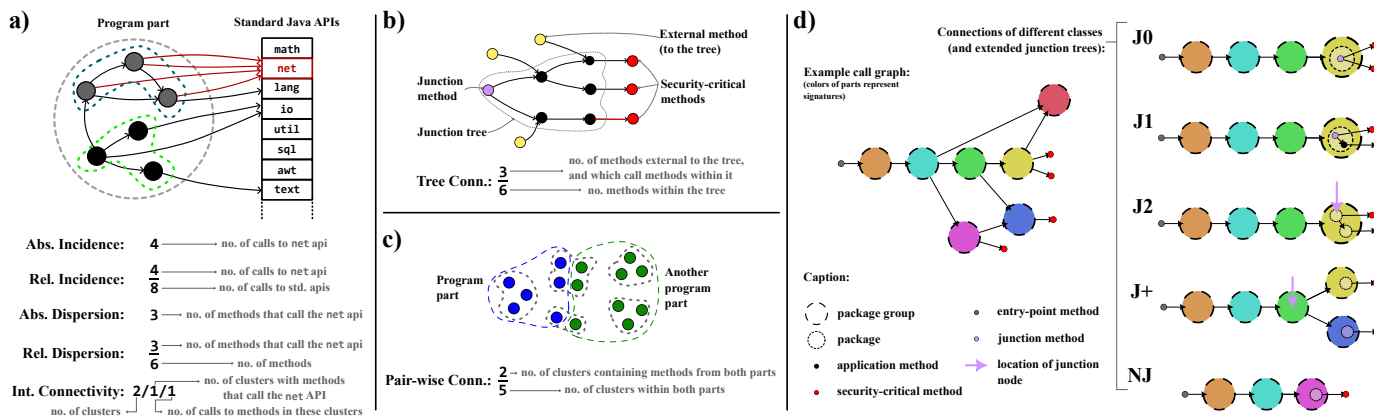 a)
Program part
Standard Java APIs
math
net
lang
io
util
sql
awt
text
Abs. Incidence:
4
no. of calls to net api
Rel. Incidence:
4
no. of calls to net api
8
no. of calls to std. apis
Abs. Dispersion:
3
no. of methods that call the net api
Rel. Dispersion:
3
no. of methods that call the net api
6
no. of methods
Int. Connectivity:
2/1/1
no. of clusters with methods
that call the net API
no. of clusters
no. of calls to methods in these clusters
b)
External method
(to the tree)
Junction
method
Security-critical
methods
Junction tree
Tree Conn.:
3
no. of methods external to the tree,
and which call methods within it
6
no. methods within the tree
c)
Program
part
Another
program
part
Pair-wise Conn.:
2
no. of clusters containing methods from both parts
5
no. of clusters within both parts
d)
Connections of different classes
(and extended junction trees):
Example call graph:
(colors of parts represent
signatures)
Caption:
package group
package
application method
security-critical method
entry-point method
junction method
location of junction
node
J0
J1
J2
J+
NJ